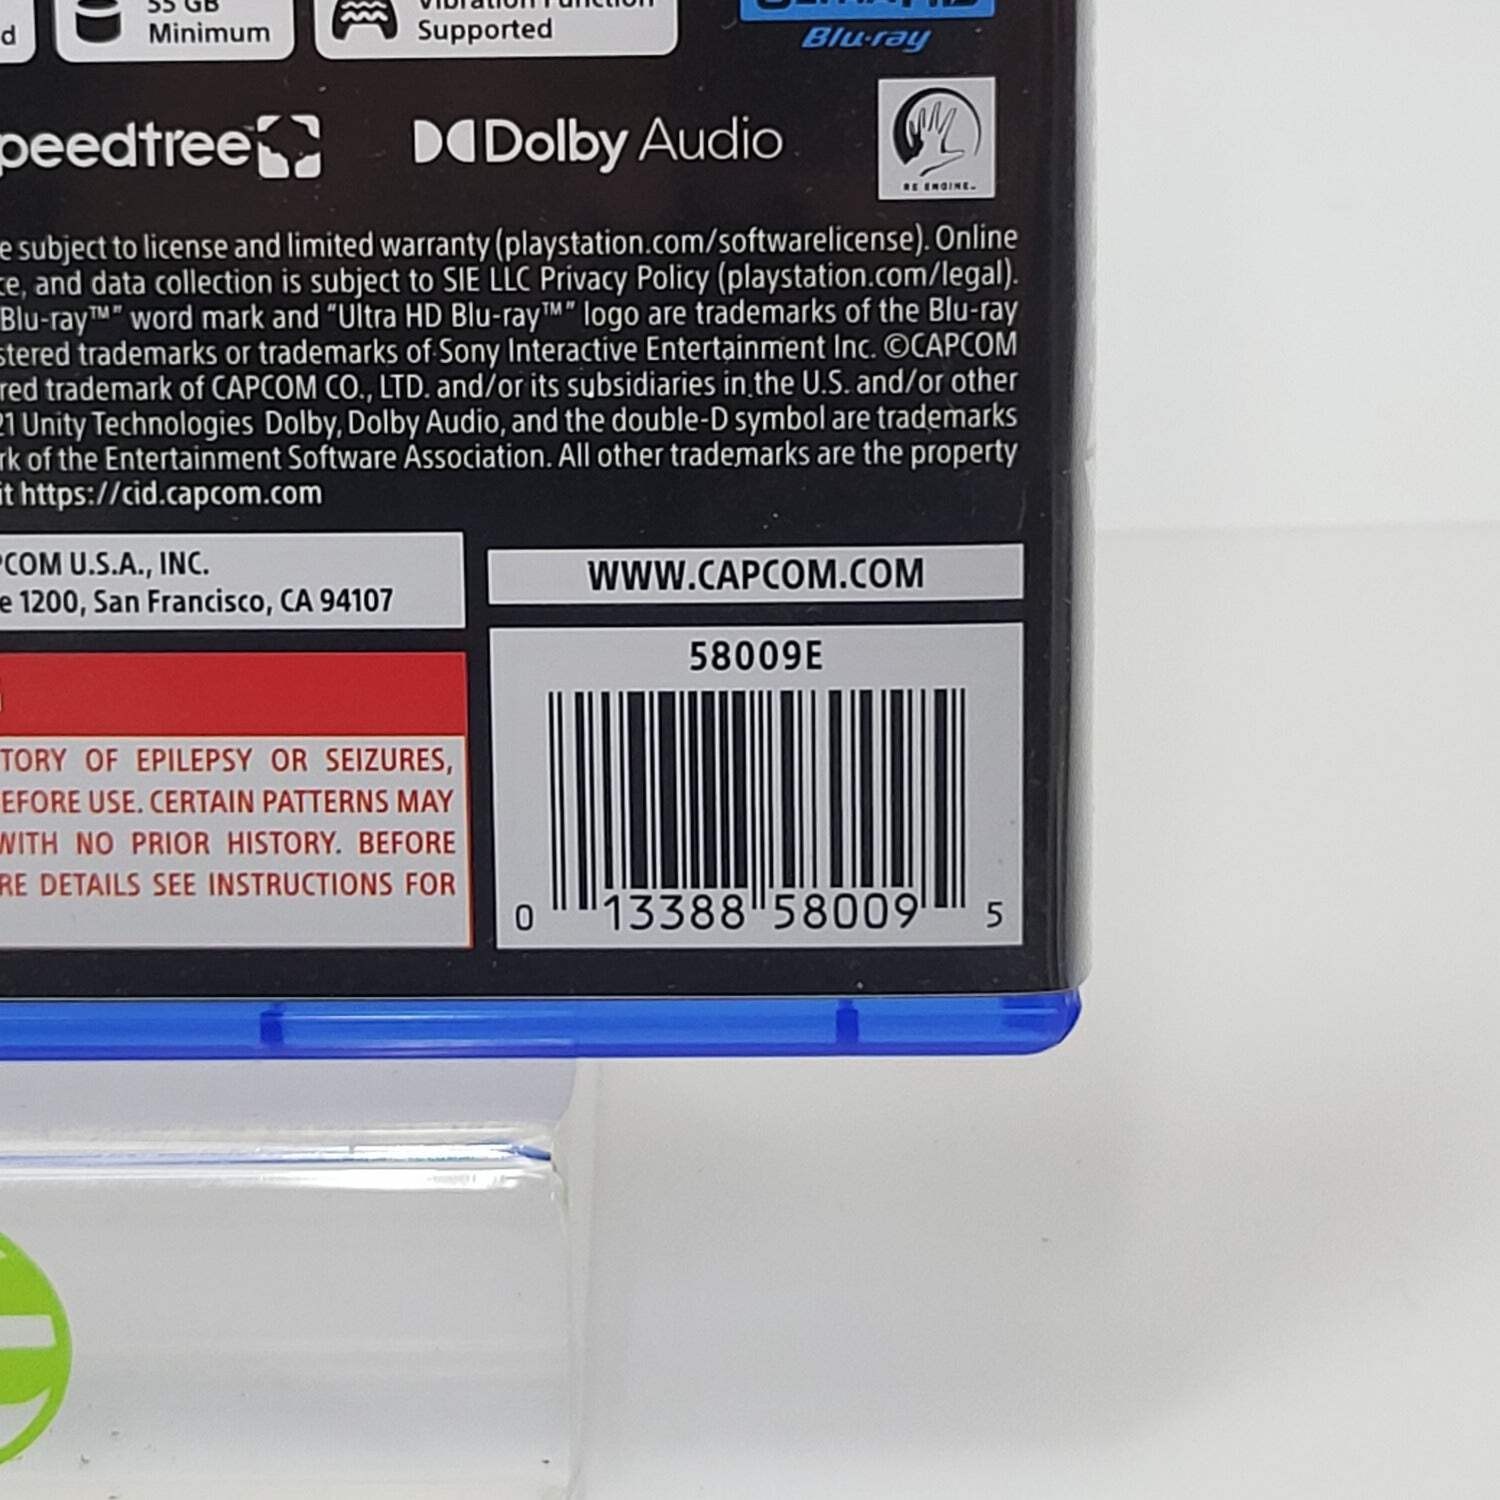 55 GB
Minimum
Vibration Function
Supported
Blu-ray
peedtree
Dolby Audio
RE ENGINE™
e subject to license and limited warranty (playstation.com/softwarelicense). Online
ce, and data collection is subject to SIE LLC Privacy Policy (playstation.com/legal).
Blu-ray™" word mark and "Ultra HD Blu-ray™" logo are trademarks of the Blu-ray
stered trademarks or trademarks of Sony Interactive Entertainment Inc. ©CAPCOM
red trademark of CAPCOM CO., LTD. and/or its subsidiaries in the U.S. and/or other
21 Unity Technologies Dolby, Dolby Audio, and the double-D symbol are trademarks
rk of the Entertainment Software Association. All other trademarks are the property
it https://cid.capcom.com
PCOM U.S.A., INC.
e 1200, San Francisco, CA 94107
WWW.CAPCOM.COM
58009E
TORY OF EPILEPSY OR SEIZURES,
EFORE USE. CERTAIN PATTERNS MAY
WITH NO PRIOR HISTORY. BEFORE
RE DETAILS SEE INSTRUCTIONS FOR
0 13388 58009 5